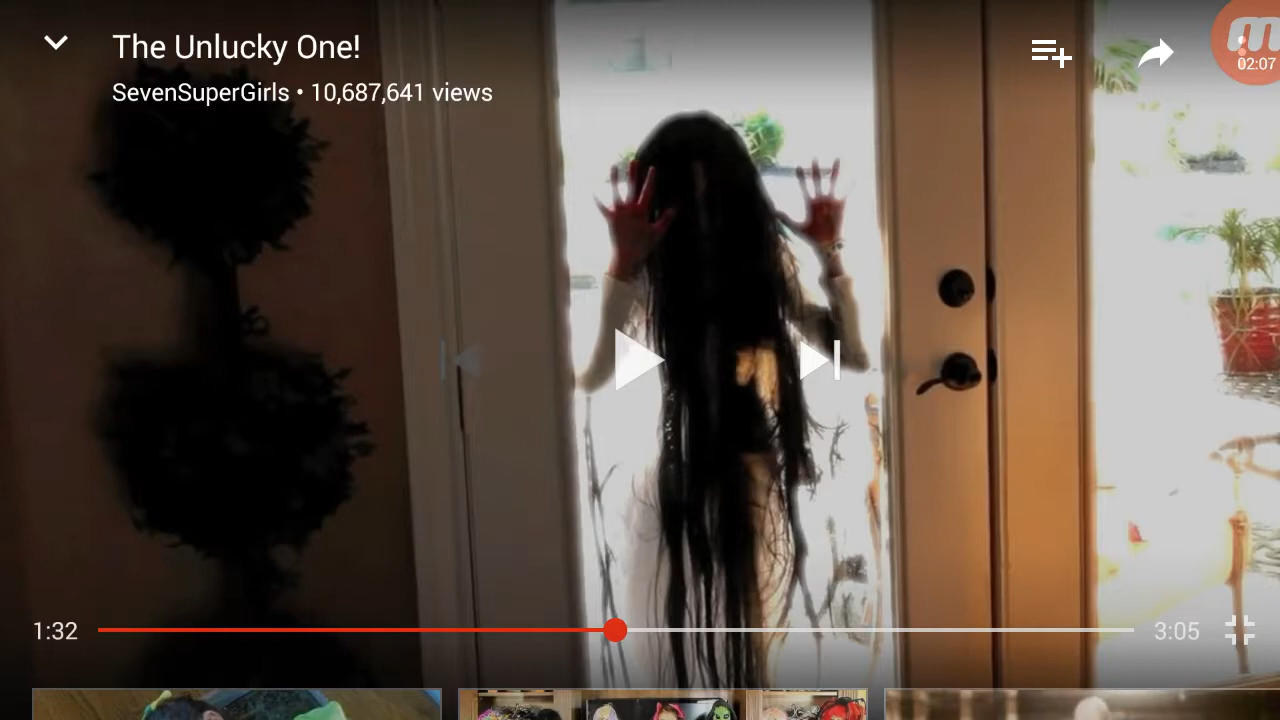 The Unlucky One!
SevenSuperGirls • 10,687,641 views
02:07
1:32
3:05